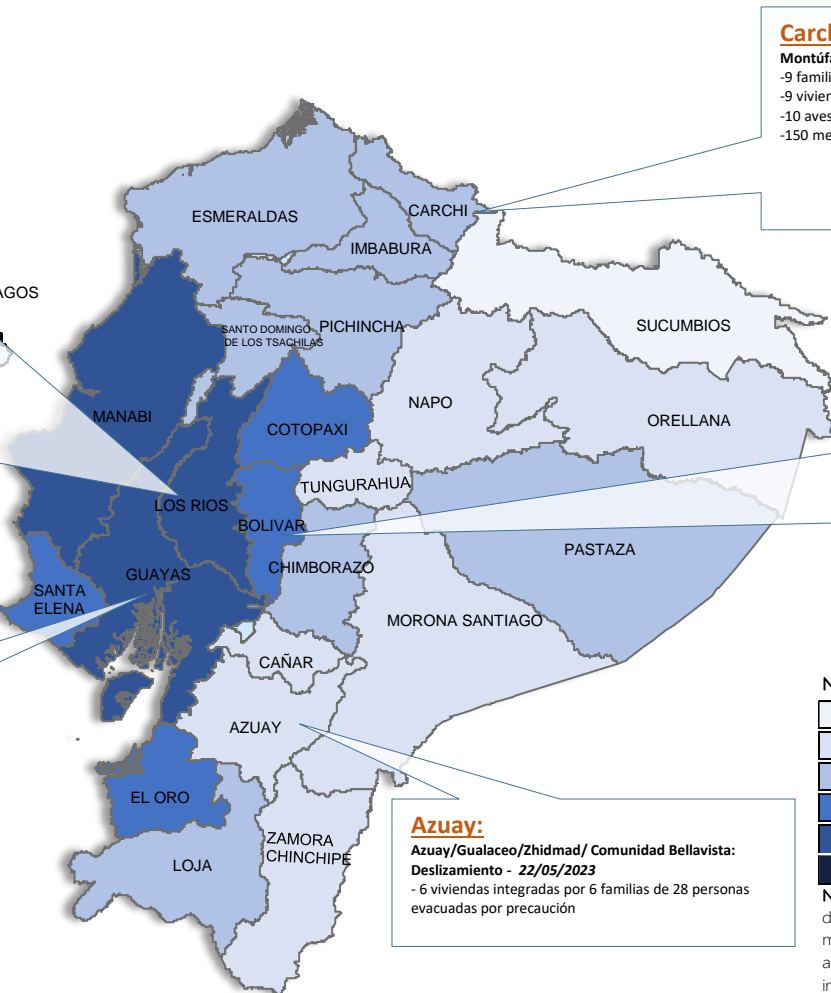 Montúf
-9 famili
-9 vivien
-10 aves
-150 me
ESMERALDAS
CARCHI
IMBABURA
AGOS
SANTO DOMINGO
DE LOS TSACHILAS
PICHINCHA
SUCUMBIOS
NAPO
MANABI
ORELLANA
COTOPAXI
TUNGURAHUA
LOS RIOS
BOLIVAR
PASTAZA
CHIMBORAZO
GUAYAS
SANTA
ELENA
MORONA SANTIAGO
CAÑAR
AZUAY
EL ORO
ZAMORA
CHINCHIPE
LOJA
Azuay:
Azuay/Gualaceo/Zhidmad/ Comunidad Bellavista:
Deslizamiento - 22/05/2023
- 6 viviendas integradas por 6 familias de 28 personas
evacuadas por precaución
N
N
d
m
a
in